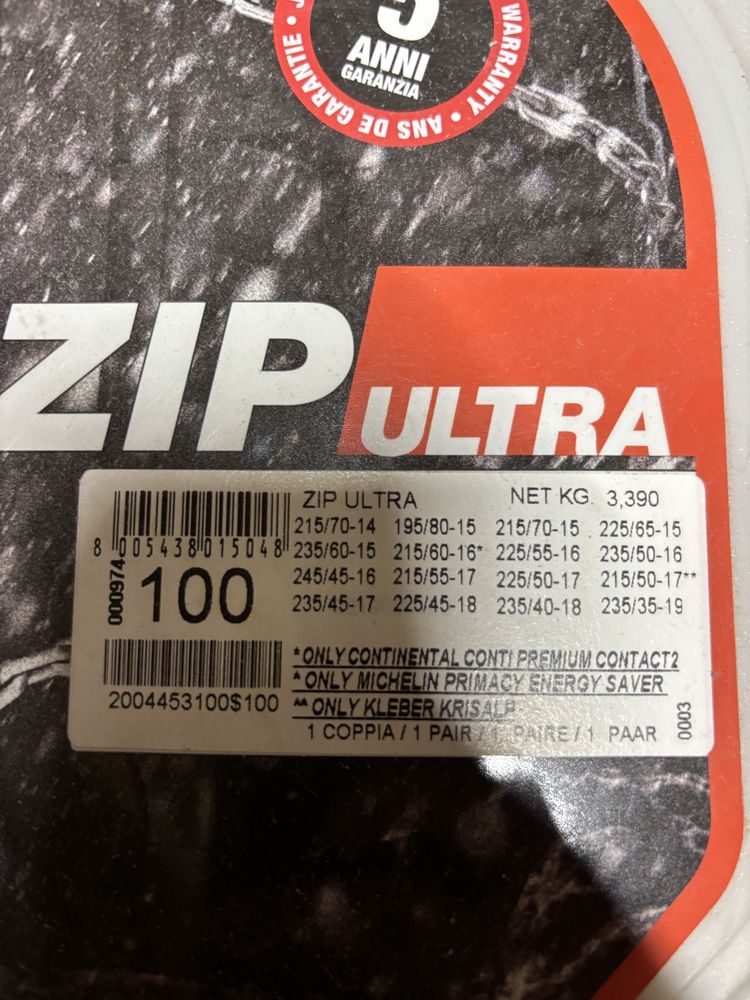 5
ANNI
GARANZIA
WARRANTY • ANS DE GARANTIE •
ZIP ULTRA
ZIP ULTRA NET KG. 3,390
215/70-14 195/80-15 215/70-15 225/65-15
235/60-15 215/60-16* 225/55-16 235/50-16
245/45-16 215/55-17 225/50-17 215/50-17**
235/45-17 225/45-18 235/40-18 235/35-19
8 005438 015048
000974
100
2004453100$100
*ONLY CONTINENTAL CONTI PREMIUM CONTACT2
^ONLY MICHELIN PRIMACY ENERGY SAVER
^^ONLY KLEBER KRISALP
1 COPPIA / 1 PAIR / 1 PAIRE / 1 PAAR
0003